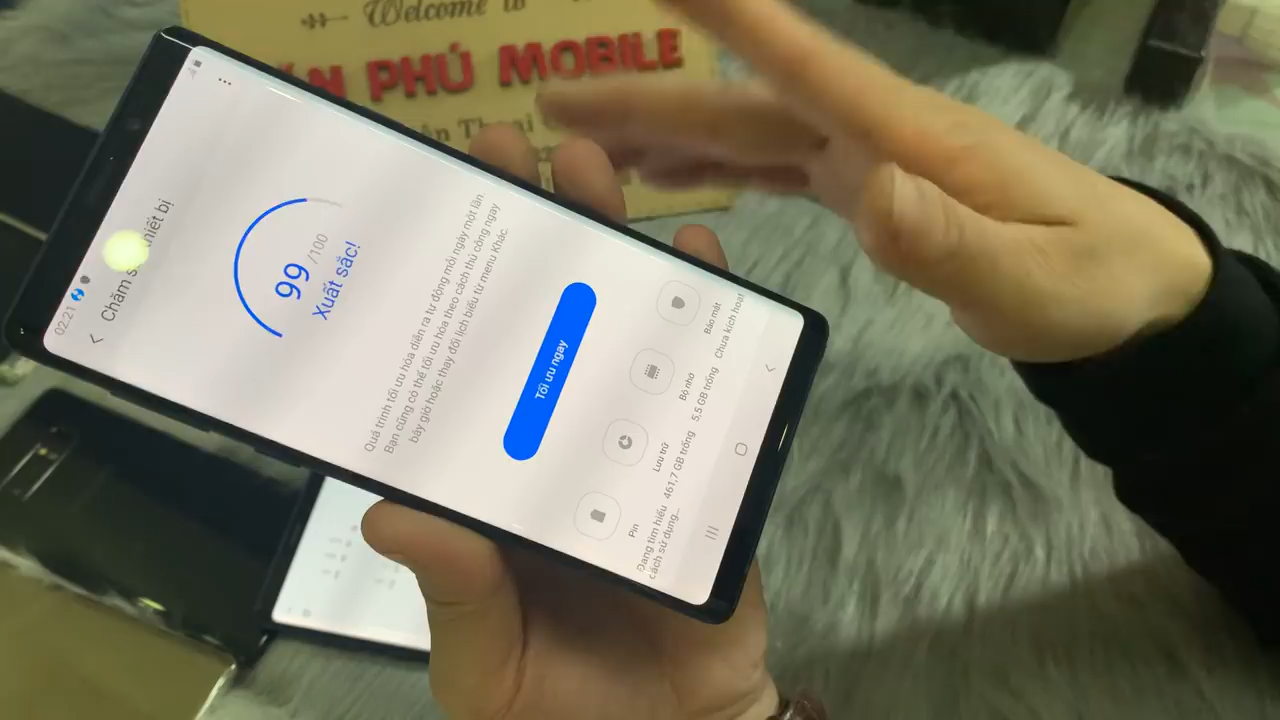 Welcome to
PHÚ MOBILE
02:21
Chăm
thiết bị
99 /100
Xuất sắc!
Quá trình tối ưu hóa diễn ra tự động mỗi ngày một lần.
Bạn cũng có thể tối ưu hóa theo cách thủ công ngay
bây giờ hoặc thay đổi lịch biểu từ menu Khác.
Tối ưu ngay
Pin
Đang tìm hiểu
cách sử dụng...
Lưu trữ
461,7 GB trống
Bộ nhớ
5,5 GB trống
Bảo mật
Chưa kích hoạt